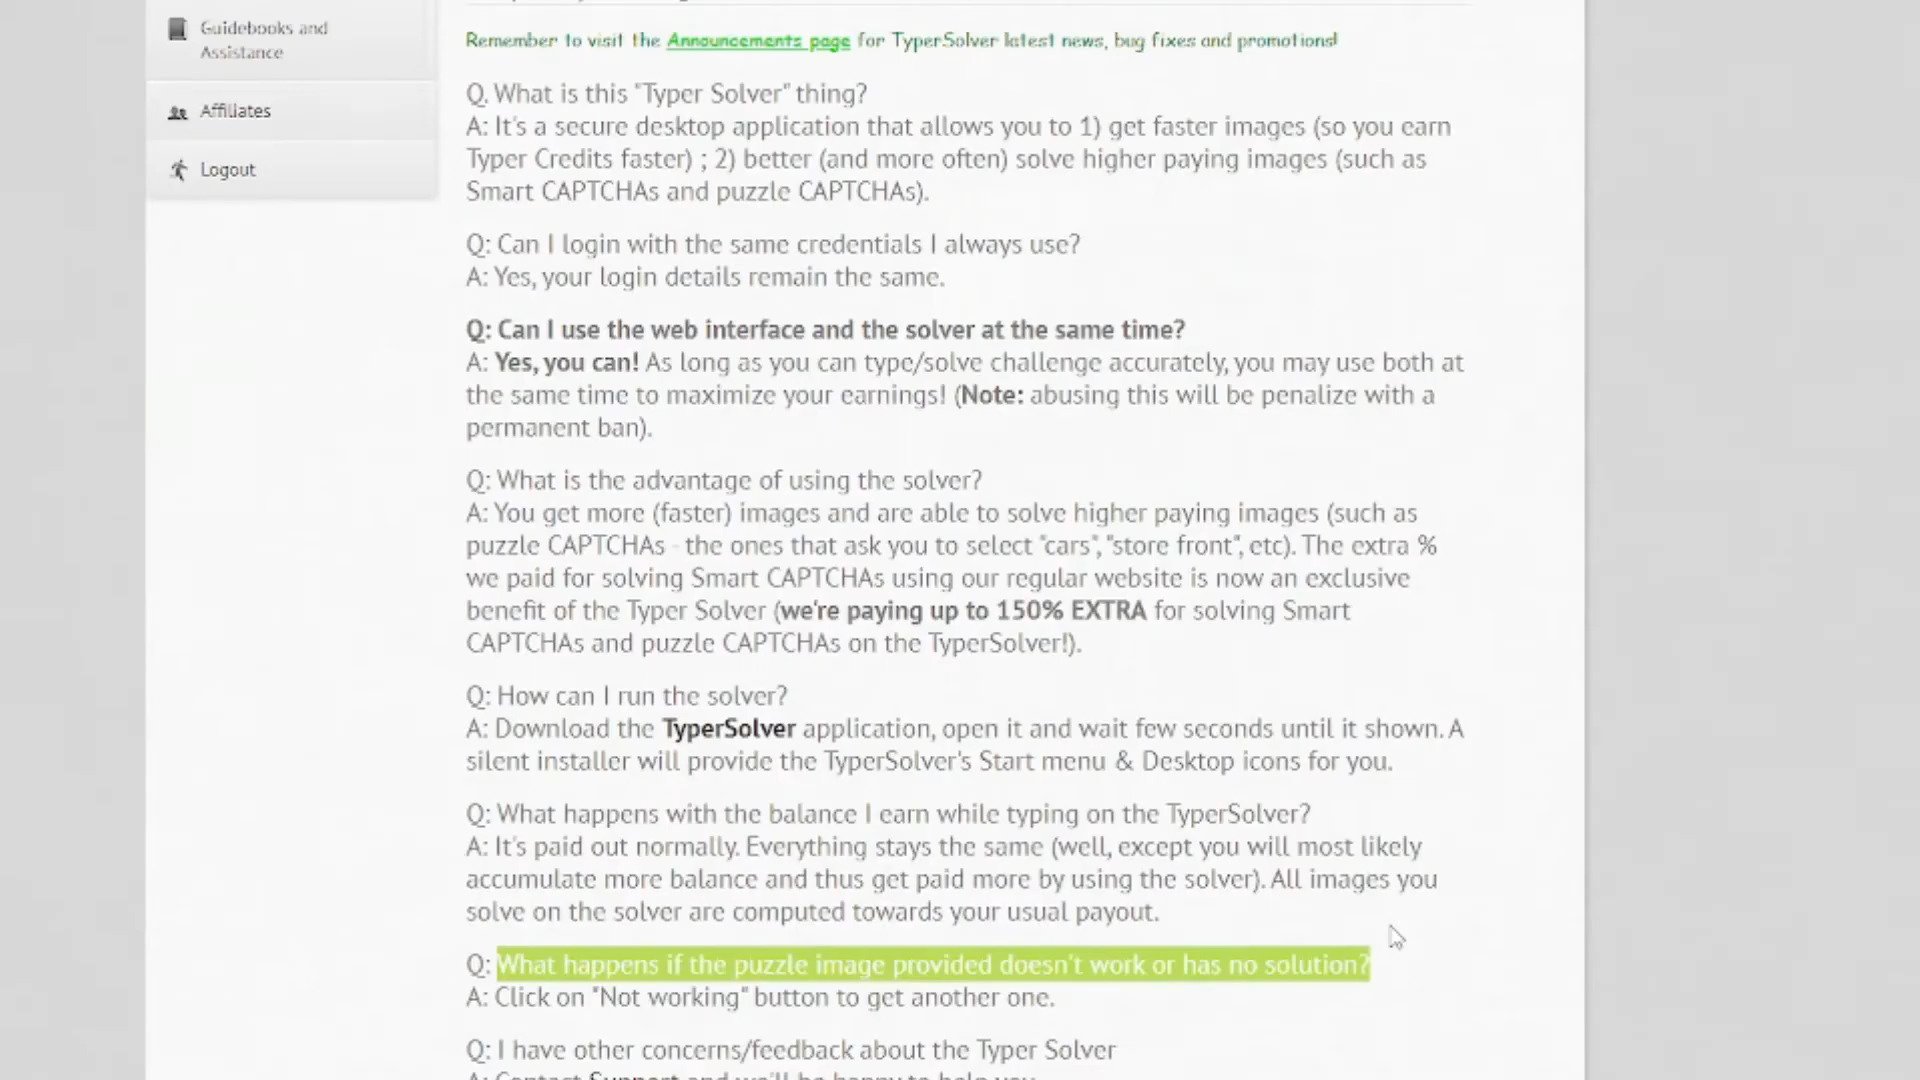 Guidebooks and
Assistance
Affiliates
Logout
Remember to visit the Announcements page for TyperSolver latest news, bug fixes and promotions!
Q. What is this "Typer Solver" thing?
A: It's a secure desktop application that allows you to 1) get faster images (so you earn
Typer Credits faster) ; 2) better (and more often) solve higher paying images (such as
Smart CAPTCHAs and puzzle CAPTCHAs).
Q: Can I login with the same credentials I always use?
A: Yes, your login details remain the same.
Q: Can I use the web interface and the solver at the same time?
A: Yes, you can! As long as you can type/solve challenge accurately, you may use both at
the same time to maximize your earnings! (Note: abusing this will be penalize with a
permanent ban).
Q: What is the advantage of using the solver?
A: You get more (faster) images and are able to solve higher paying images (such as
puzzle CAPTCHAs - the ones that ask you to select "cars", "store front", etc). The extra %
we paid for solving Smart CAPTCHAs using our regular website is now an exclusive
benefit of the Typer Solver (we're paying up to 150% EXTRA for solving Smart
CAPTCHAs and puzzle CAPTCHAs on the TyperSolver!).
Q: How can I run the solver?
A: Download the TyperSolver application, open it and wait few seconds until it shown. A
silent installer will provide the TyperSolver's Start menu & Desktop icons for you.
Q: What happens with the balance I earn while typing on the TyperSolver?
A: It's paid out normally. Everything stays the same (well, except you will most likely
accumulate more balance and thus get paid more by using the solver). All images you
solve on the solver are computed towards your usual payout.
Q: What happens if the puzzle image provided doesn't work or has no solution?
A: Click on "Not working" button to get another one.
Q: I have other concerns/feedback about the Typer Solver
A: Contact Support and we'll be happy to help you